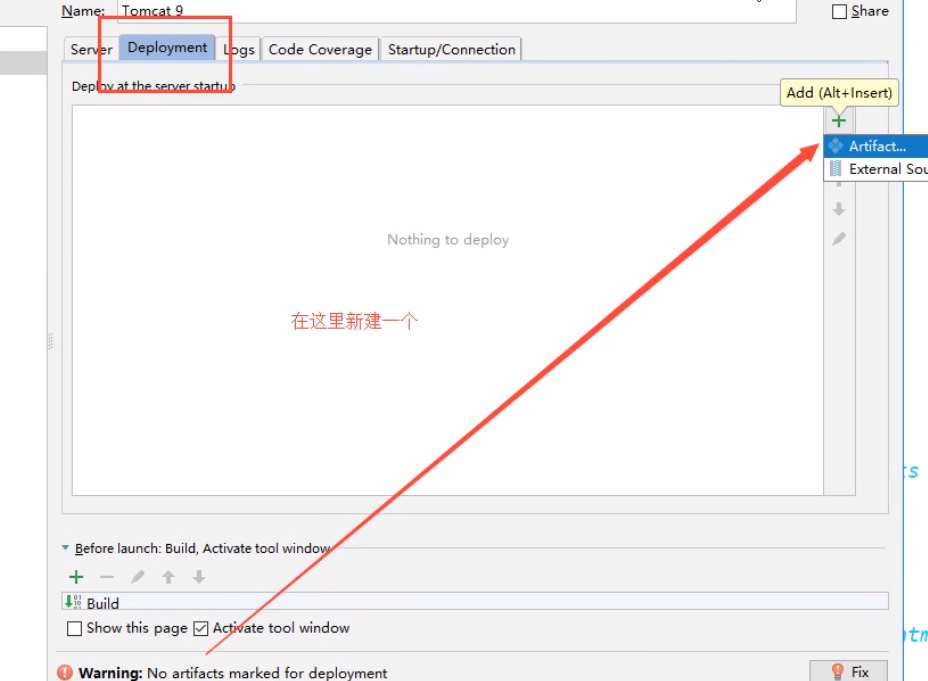 Name: Tomcat 9
Share
Server Deployment Logs Code Coverage Startup/Connection
Deploy at the server startup
Add (Alt+Insert)
Artifact...
External Sou
Nothing to deploy
在这里新建一个
Before launch: Build, Activate tool window
Build
Show this page Activate tool window
Warning: No artifacts marked for deployment
Fix